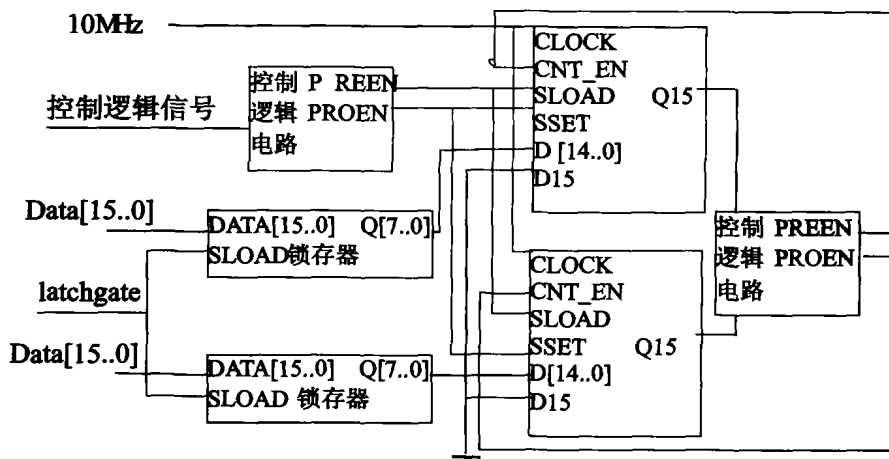 10MHz
控制逻辑信号
控制 P REEN
逻辑 PROEN
电路
CLOCK
CNT_EN
SLOAD Q15
SSET
D [14..0]
D15
Data[15..0]
DATA[15..0] Q[7..0]
SLOAD锁存器
latchgate
Data[15..0]
DATA[15..0] Q[7..0]
SLOAD 锁存器
CLOCK
CNT_EN
SLOAD
SSET Q15
D[14..0]
D15
控制 PREEN
逻辑 PROEN
电路